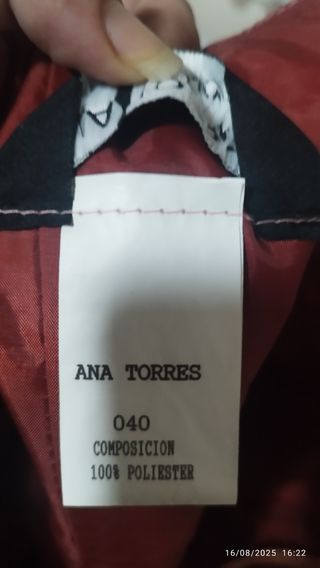 ANA TORRES
040
COMPOSICION
100% POLIESTER
16/08/2025 16:22